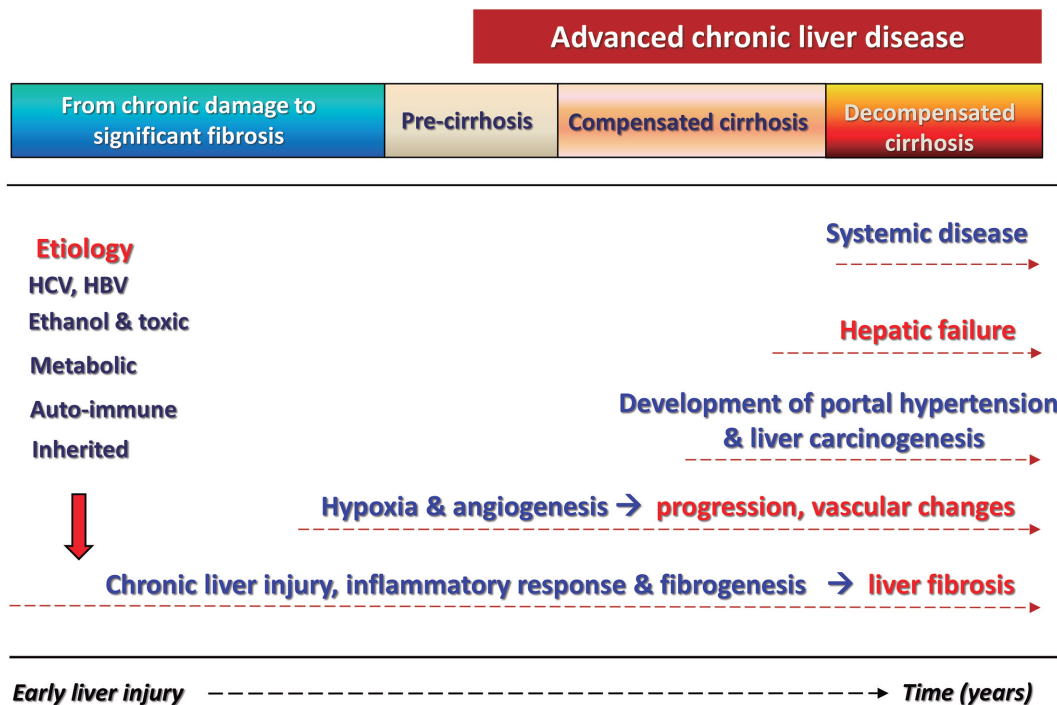 Advanced chronic liver disease
From chronic damage to
significant fibrosis
Pre-cirrhosis
Compensated cirrhosis
Decompensated
cirrhosis
Etiology
HCV, HBV
Ethanol & toxic
Metabolic
Auto-immune
Inherited
Systemic disease
Hepatic failure
Development of portal hypertension
& liver carcinogenesis
Hypoxia & angiogenesis → progression, vascular changes
Chronic liver injury, inflammatory response & fibrogenesis → liver fibrosis
Early liver injury
Time (years)